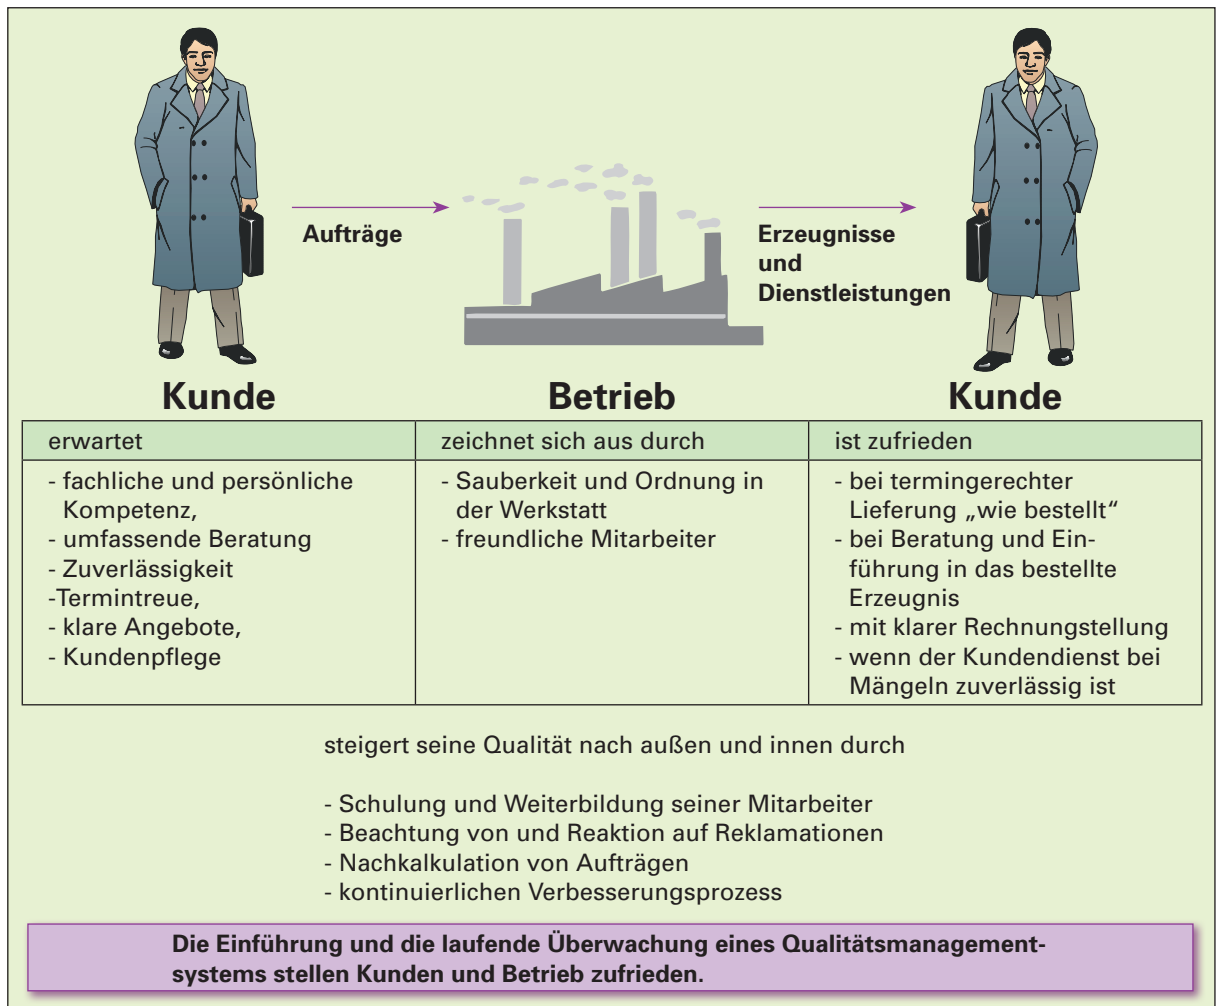 Aufträge
Erzeugnisse
und
Dienstleistungen
Kunde
Betrieb
Kunde
erwartet
- fachliche und persönliche
Kompetenz,
- umfassende Beratung
- Zuverlässigkeit
-Termintreue,
- klare Angebote,
- Kundenpflege
zeichnet sich aus durch
- Sauberkeit und Ordnung in
der Werkstatt
- freundliche Mitarbeiter
ist zufrieden
- bei termingerechter
Lieferung „wie bestellt“
- bei Beratung und Ein-
führung in das bestellte
Erzeugnis
- mit klarer Rechnungstellung
- wenn der Kundendienst bei
Mängeln zuverlässig ist
steigert seine Qualität nach außen und innen durch
- Schulung und Weiterbildung seiner Mitarbeiter
- Beachtung von und Reaktion auf Reklamationen
- Nachkalkulation von Aufträgen
- kontinuierlichen Verbesserungsprozess
Die Einführung und die laufende Überwachung eines Qualitätsmanagement-
systems stellen Kunden und Betrieb zufrieden.